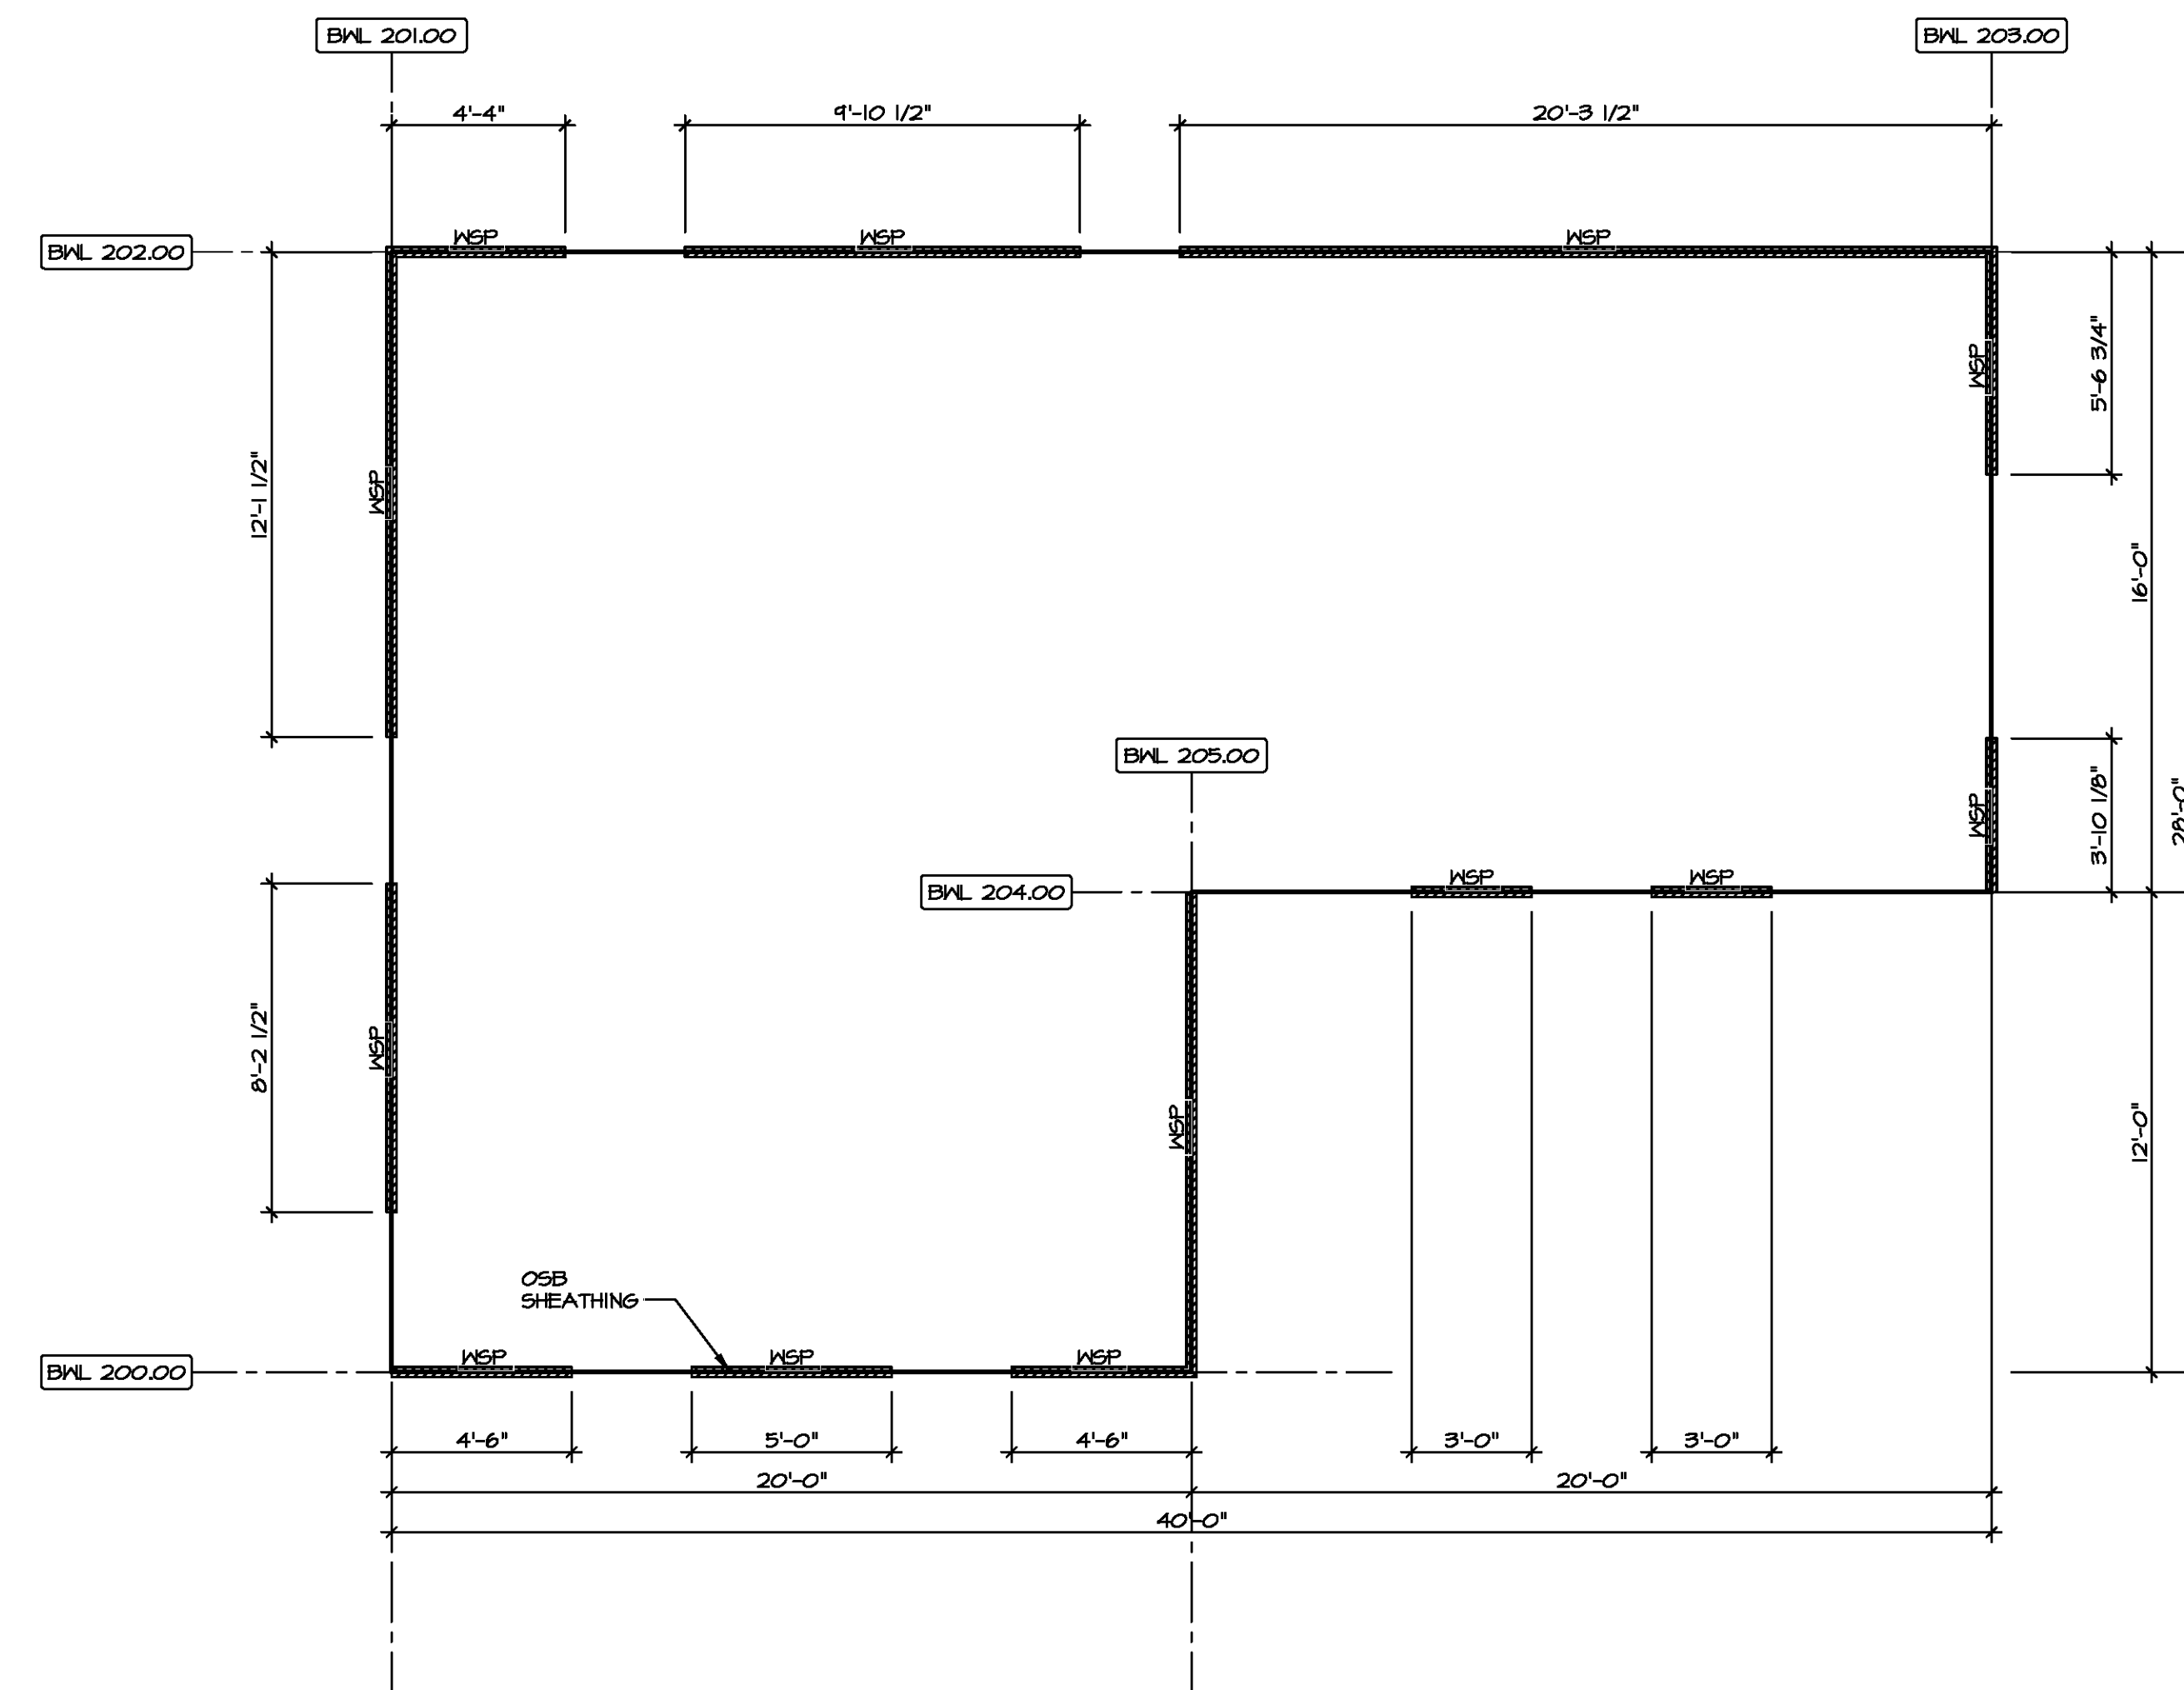 BWL 201.00
BWL 203.00
4'-4"
9'-10 1/2"
20'-3 1/2"
BWL 202.00
WSP
WSP
WSP
5'-6 3/4"
WSP
12'-1 1/2"
WSP
16'-0"
BWL 205.00
3'-10 1/8"
WSP
28'-0"
BWL 204.00
WSP
WSP
8'-2 1/2"
WSP
WSP
12'-0"
OSB
SHEATHING
BWL 200.00
WSP
WSP
WSP
4'-6"
5'-0"
4'-6"
3'-0"
3'-0"
20'-0"
20'-0"
40'-0"